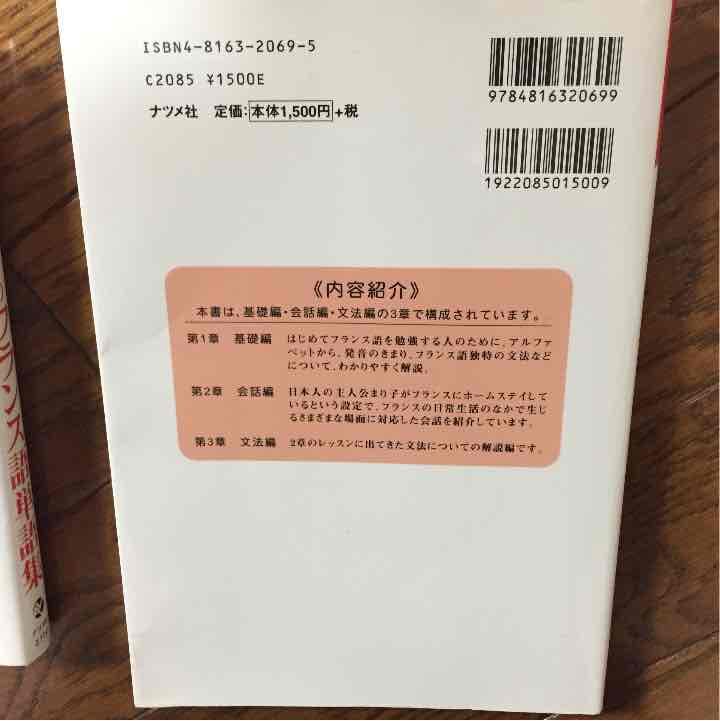 ISBN4-8163-2069-5
C2085 ¥1500E
ナツメ社 定価:本体1,500円+税
9784816320699
1922085015009
《内容紹介》
本書は、基礎編・会話編・文法編の3章で構成されています。
第1章 基礎編 はじめてフランス語を勉強する人のために、アルファ
ベットから、発音のきまり、フランス語独特の文法など
について、わかりやすく解説。
第2章 会話編 日本人の主人公まり子がフランスにホームステイして
いるという設定で、フランスの日常生活のなかで生じ
るさまざまな場面に対応した会話を紹介しています。
第3章 文法編 2章のレッスンに出てきた文法についての解説編です。
フランス語単語集